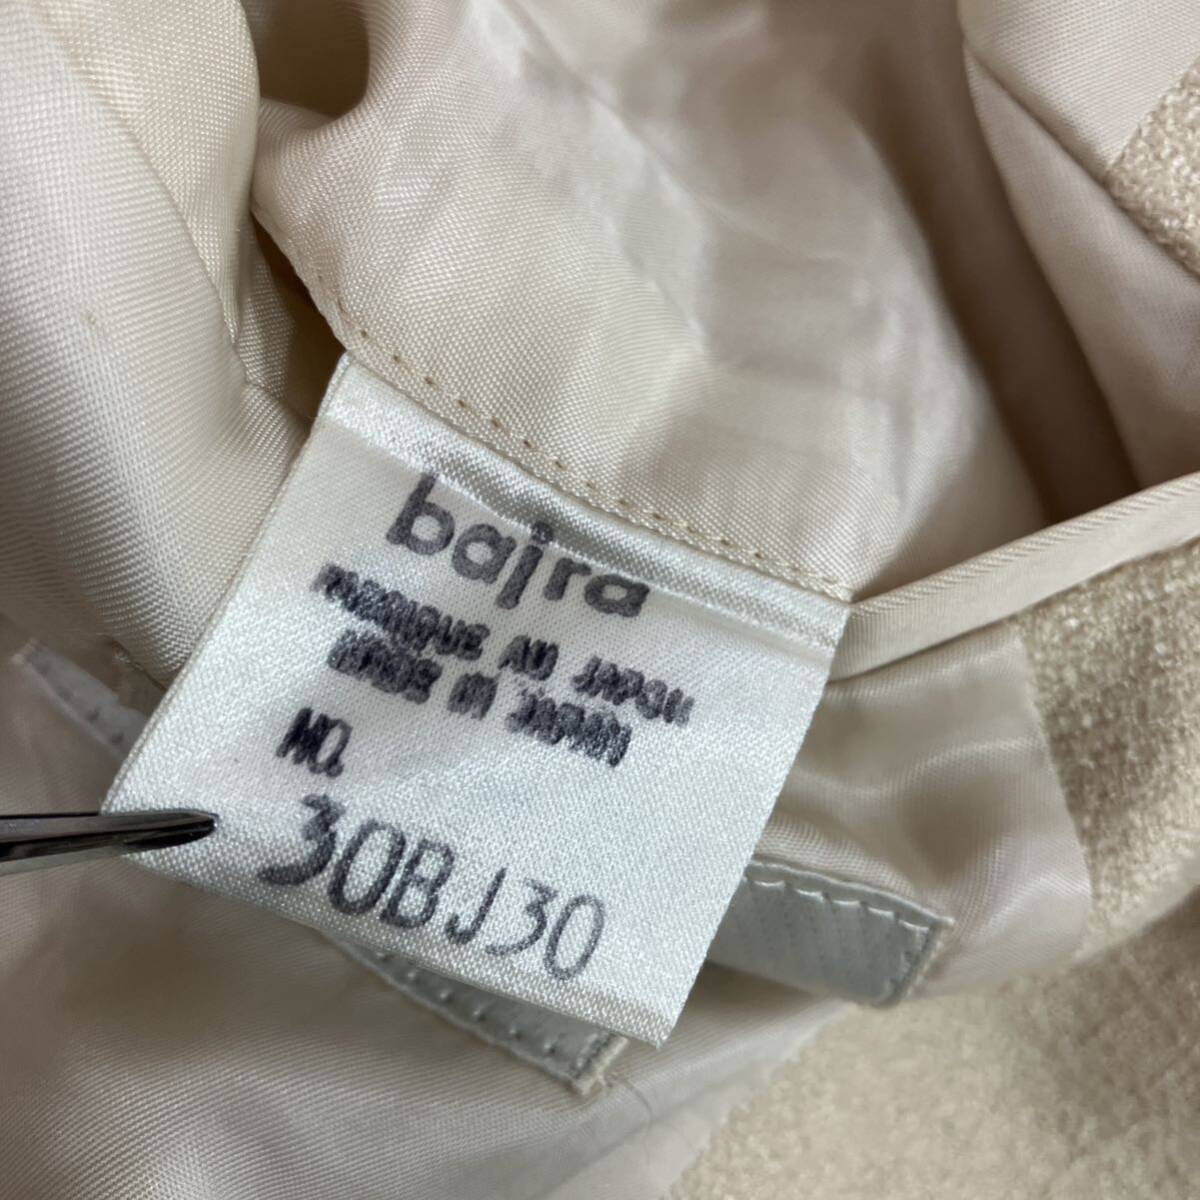 bajra
FABRIQUE AU JAPON
MADE IN JAPAN
NO.
30BJ30